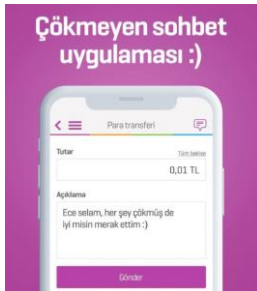 Çökmeyen sohbet
uygulaması :)
Para transferi
Tutar
Tüm bakiye
0,01 TL
Açıklama
Ece selam, her şey çökmüş de
iyi misin merak ettim :)
Gönder